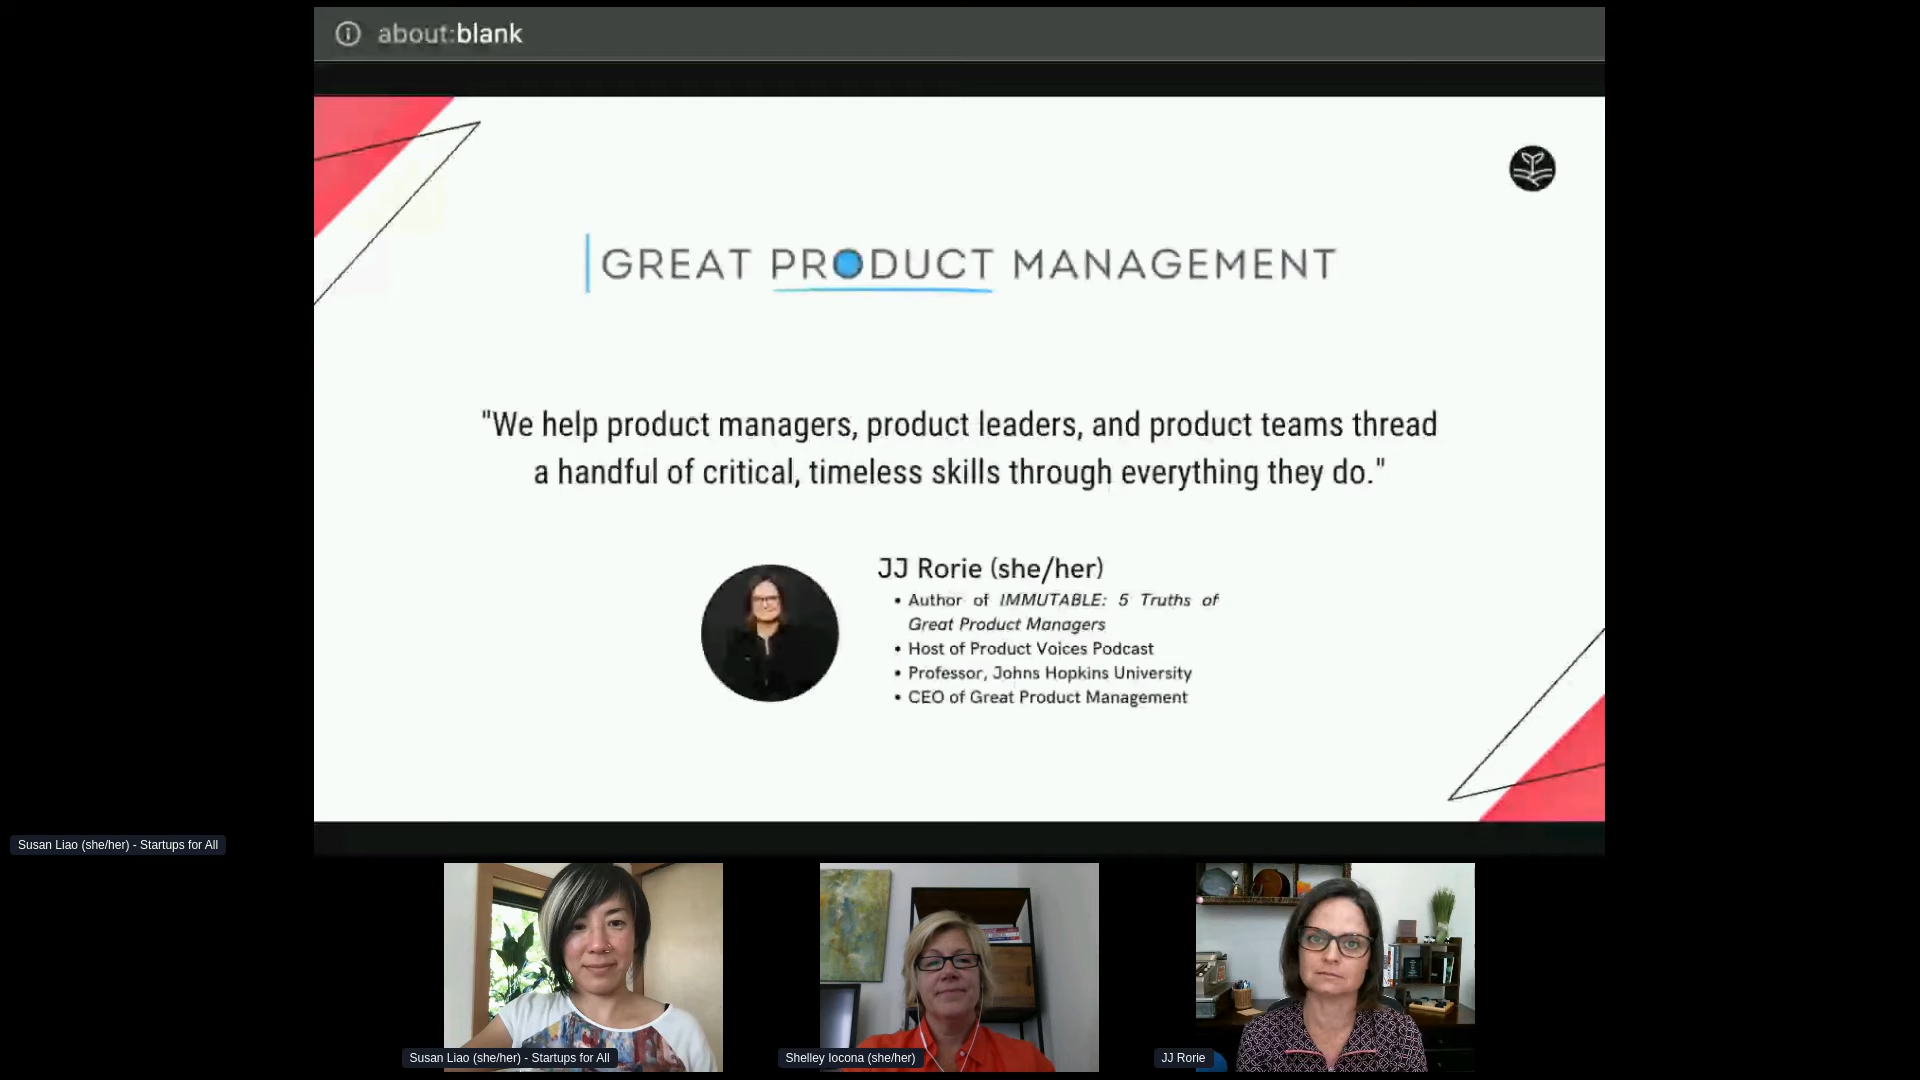 about:blank
GREAT PRODUCT MANAGEMENT
"We help product managers, product leaders, and product teams thread
a handful of critical, timeless skills through everything they do."
JJ Rorie (she/her)
• Author of IMMUTABLE: 5 Truths of
Great Product Managers
• Host of Product Voices Podcast
• Professor, Johns Hopkins University
• CEO of Great Product Management
Susan Liao (she/her) - Startups for All
Susan Liao (she/her) - Startups for All
Shelley Iocona (she/her)
JJ Rorie